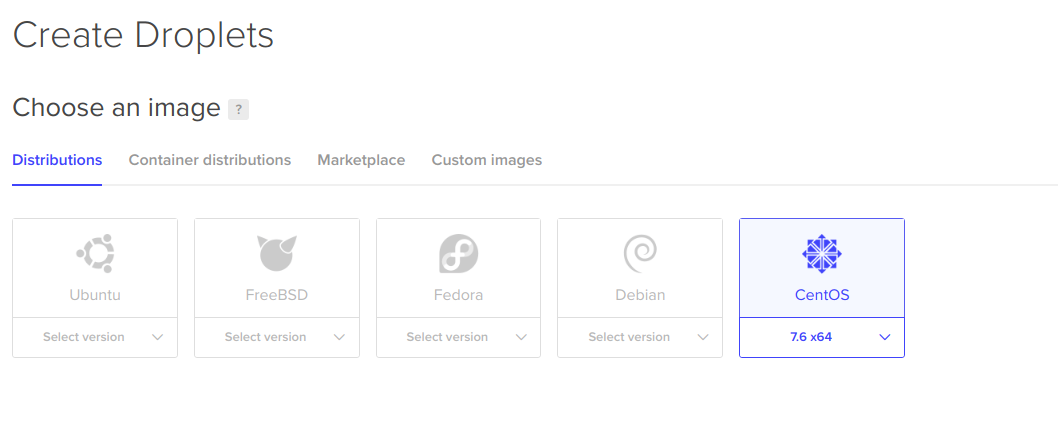 Create Droplets
Choose an image ?
Distributions Container distributions Marketplace Custom images
Ubuntu FreeBSD Fedora Debian CentOS
Select version Select version Select version Select version 7.6 x64